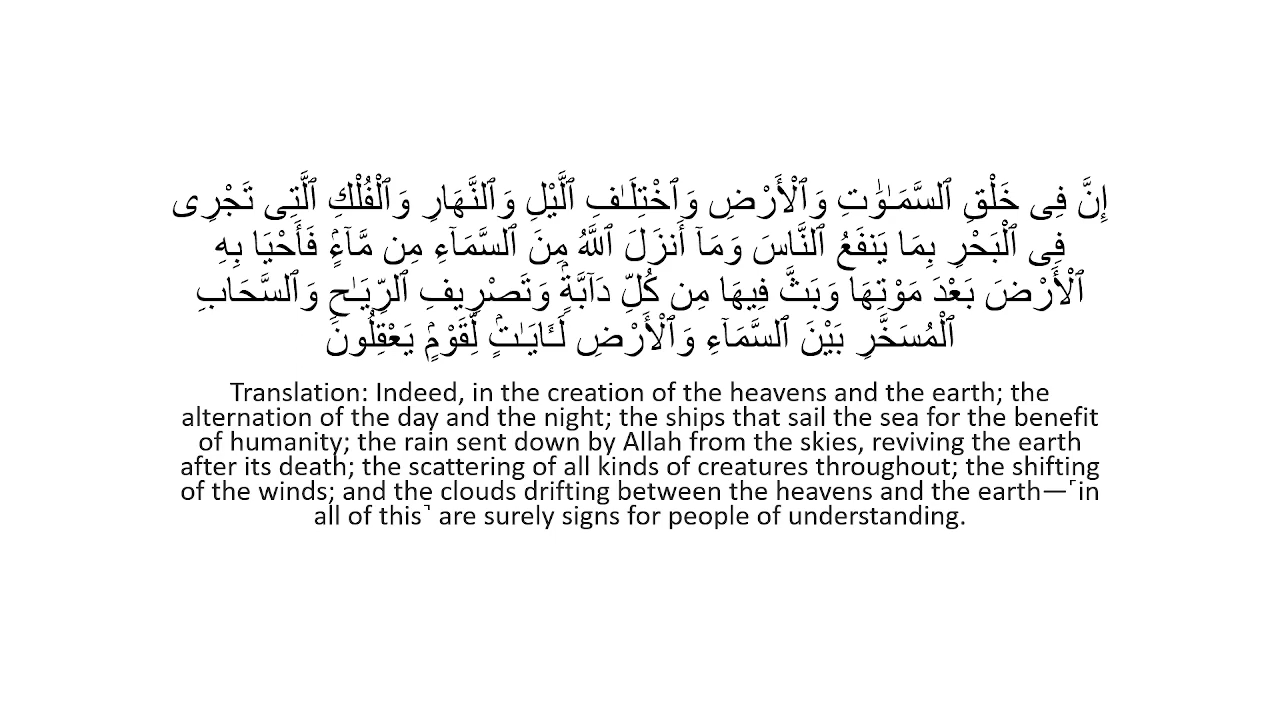 إِنَّ فِى خَلْقِ ٱلسَّمَـٰوَٰتِ وَٱلْأَرْضِ وَٱخْتِلَـٰفِ ٱلَّيْلِ وَٱلنَّهَارِ وَٱلْفُلْكِ ٱلَّتِى تَجْرِى
فِى ٱلْبَحْرِ بِمَا يَنفَعُ ٱلنَّاسَ وَمَآ أَنزَلَ ٱللَّهُ مِنَ ٱلسَّمَآءِ مِن مَّآءٍۢ فَأَحْيَا بِهِ
ٱلْأَرْضَ بَعْدَ مَوْتِهَا وَبَثَّ فِيهَا مِن كُلِّ دَآبَّةٍۢ وَتَصْرِيفِ ٱلرِّيَـٰحِ وَٱلسَّحَابِ
ٱلْمُسَخَّرِ بَيْنَ ٱلسَّمَآءِ وَٱلْأَرْضِ لَـَٔايَـٰتٍۢ لِّقَوْمٍۢ يَعْقِلُونَ
Translation: Indeed, in the creation of the heavens and the earth; the
alternation of the day and the night; the ships that sail the sea for the benefit
of humanity; the rain sent down by Allah from the skies, reviving the earth
after its death; the scattering of all kinds of creatures throughout; the shifting
of the winds; and the clouds drifting between the heavens and the earth—˹in
all of this˺ are surely signs for people of understanding.